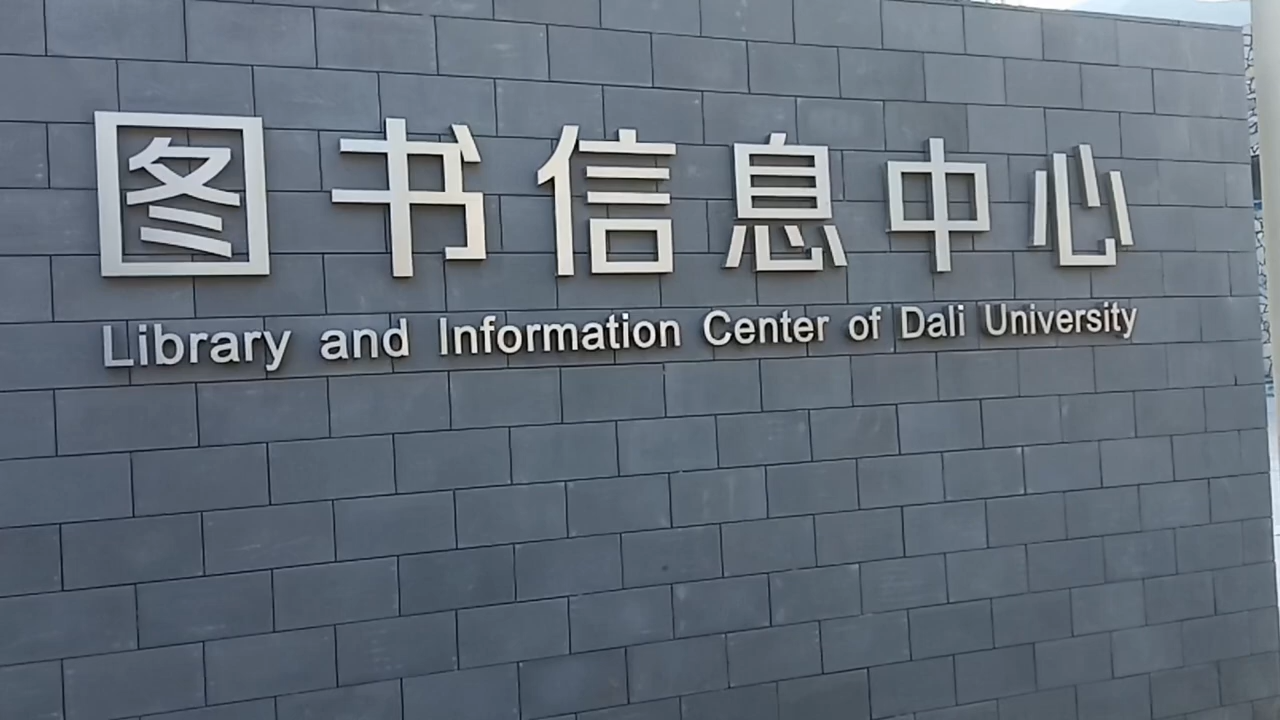 图书信息中心
Library and Information Center of Dali University